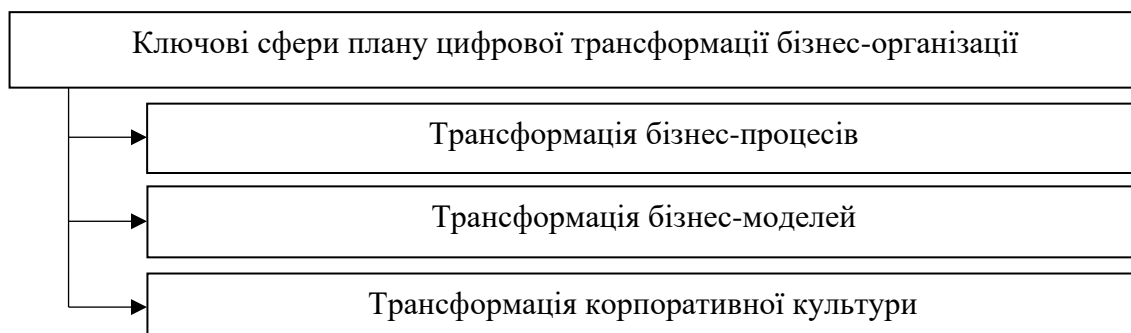 Ключові сфери плану цифрової трансформації бізнес-організації
Трансформація бізнес-процесів
Трансформація бізнес-моделей
Трансформація корпоративної культури